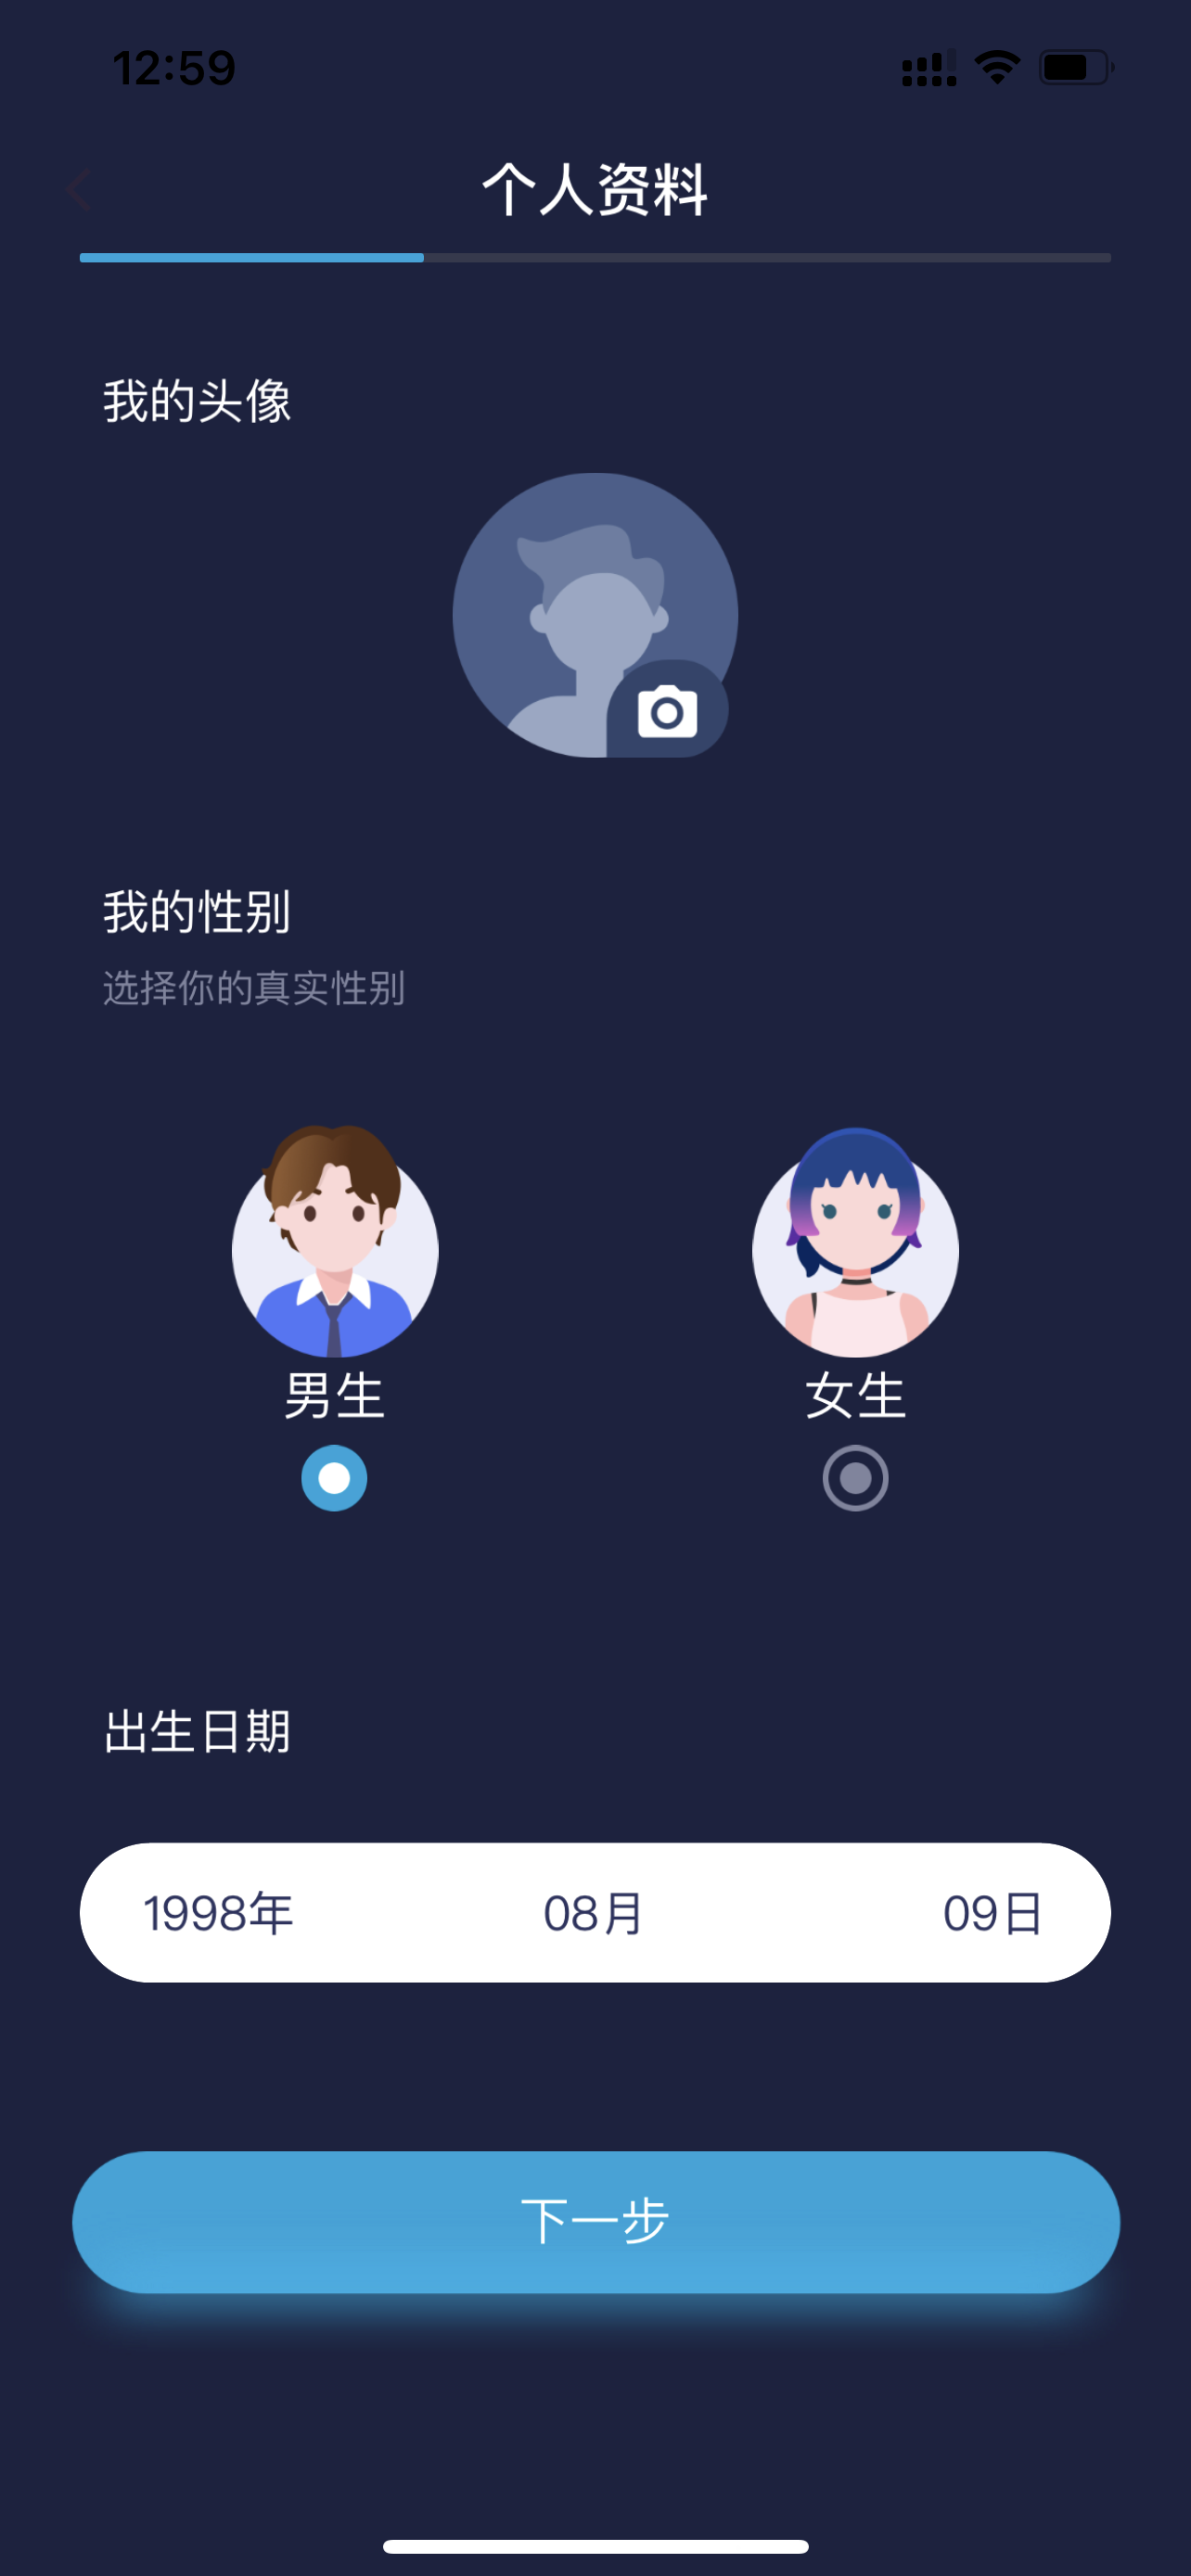 12:59
个人资料
我的头像
我的性别
选择你的真实性别
男生 女生
出生日期
1998年 08月 09日
下一步